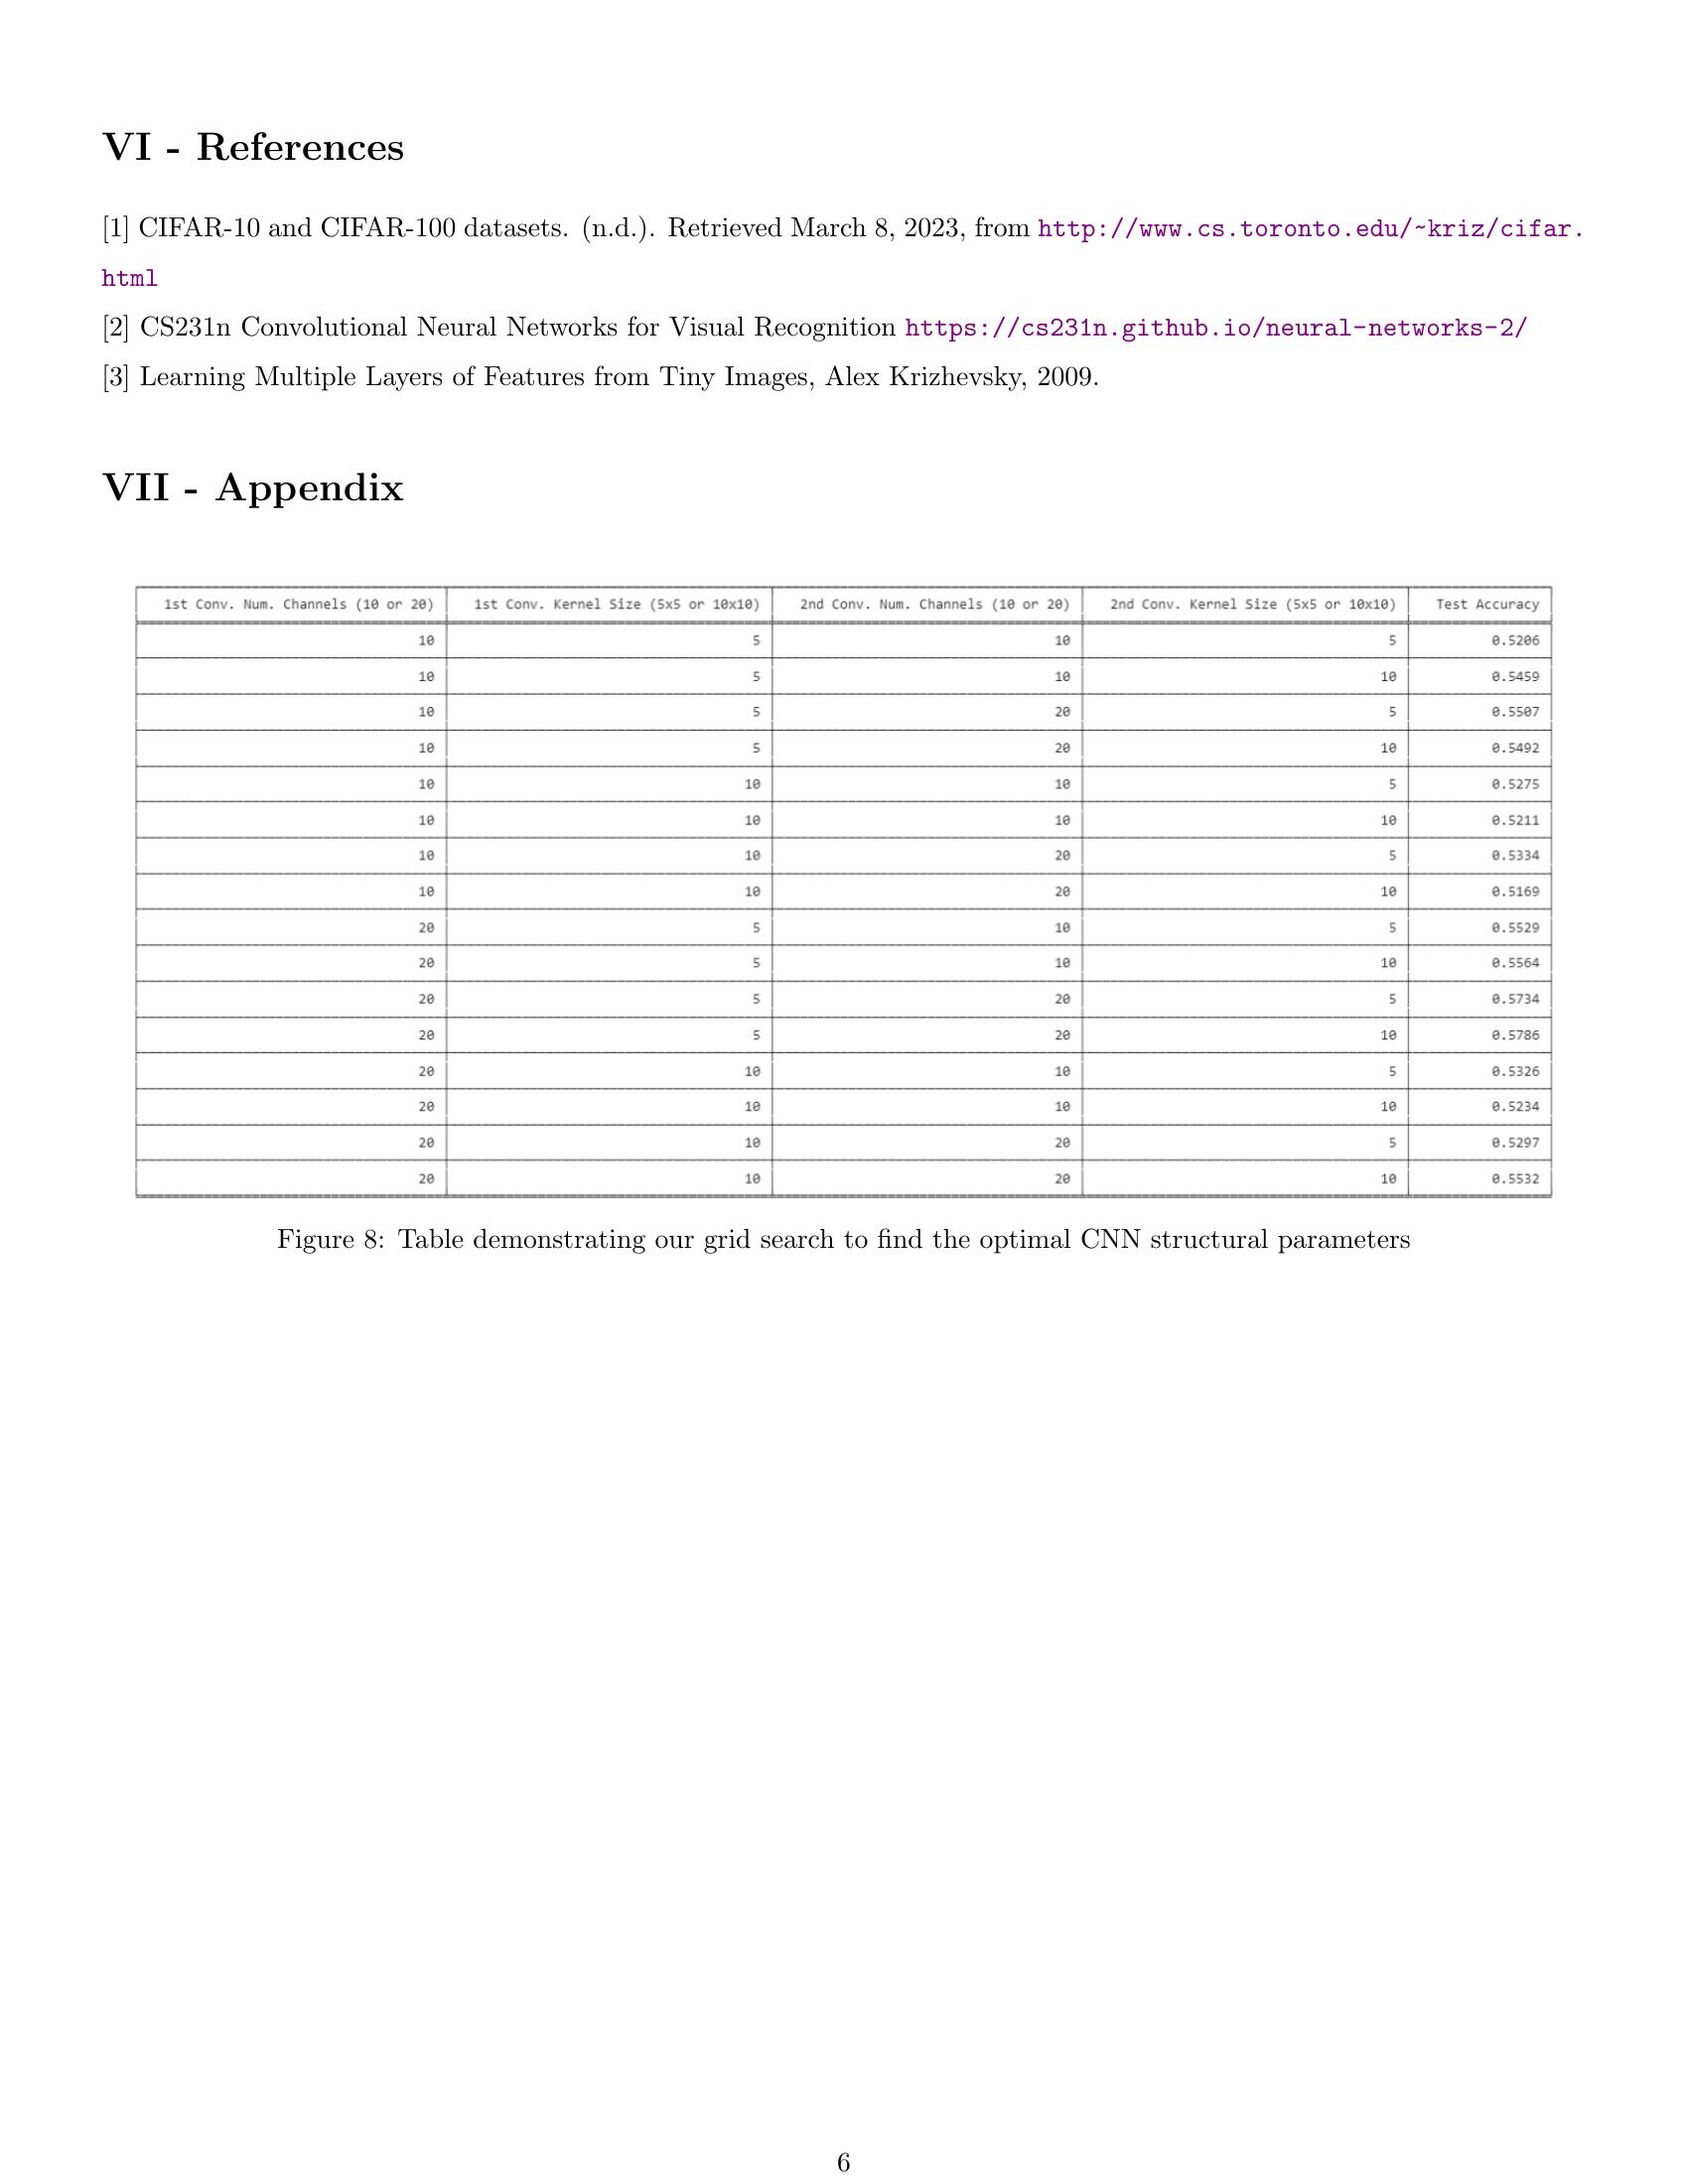 VI - References
[1] CIFAR-10 and CIFAR-100 datasets. (n.d.). Retrieved March 8, 2023, from http://www.cs.toronto.edu/~kriz/cifar.
html
[2] CS231n Convolutional Neural Networks for Visual Recognition https://cs231n.github.io/neural-networks-2/
[3] Learning Multiple Layers of Features from Tiny Images, Alex Krizhevsky, 2009.
VII - Appendix
1st Conv. Num. Channels (10 or 20) 1st Conv. Kernel Size (5x5 or 10x10) 2nd Conv. Num. Channels (10 or 20) 2nd Conv. Kernel Size (5x5 or 10x10) Test Accuracy
10 5 10 5 0.5206
10 5 10 10 0.5459
10 5 20 5 0.5507
10 5 20 10 0.5492
10 10 10 5 0.5275
10 10 10 10 0.5211
10 10 20 5 0.5334
10 10 20 10 0.5169
20 5 10 5 0.5529
20 5 10 10 0.5564
20 5 20 5 0.5734
20 5 20 10 0.5786
20 10 10 5 0.5326
20 10 10 10 0.5234
20 10 20 5 0.5297
20 10 20 10 0.5532
Figure 8: Table demonstrating our grid search to find the optimal CNN structural parameters
6